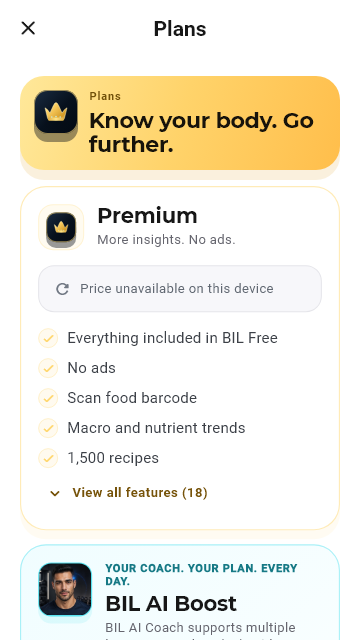 Plans
Plans
Know your body. Go
further.
Premium
More insights. No ads.
Price unavailable on this device
Everything included in BIL Free
No ads
Scan food barcode
Macro and nutrient trends
1,500 recipes
View all features (18)
YOUR COACH. YOUR PLAN. EVERY
DAY.
BIL AI Boost
BIL AI Coach supports multiple